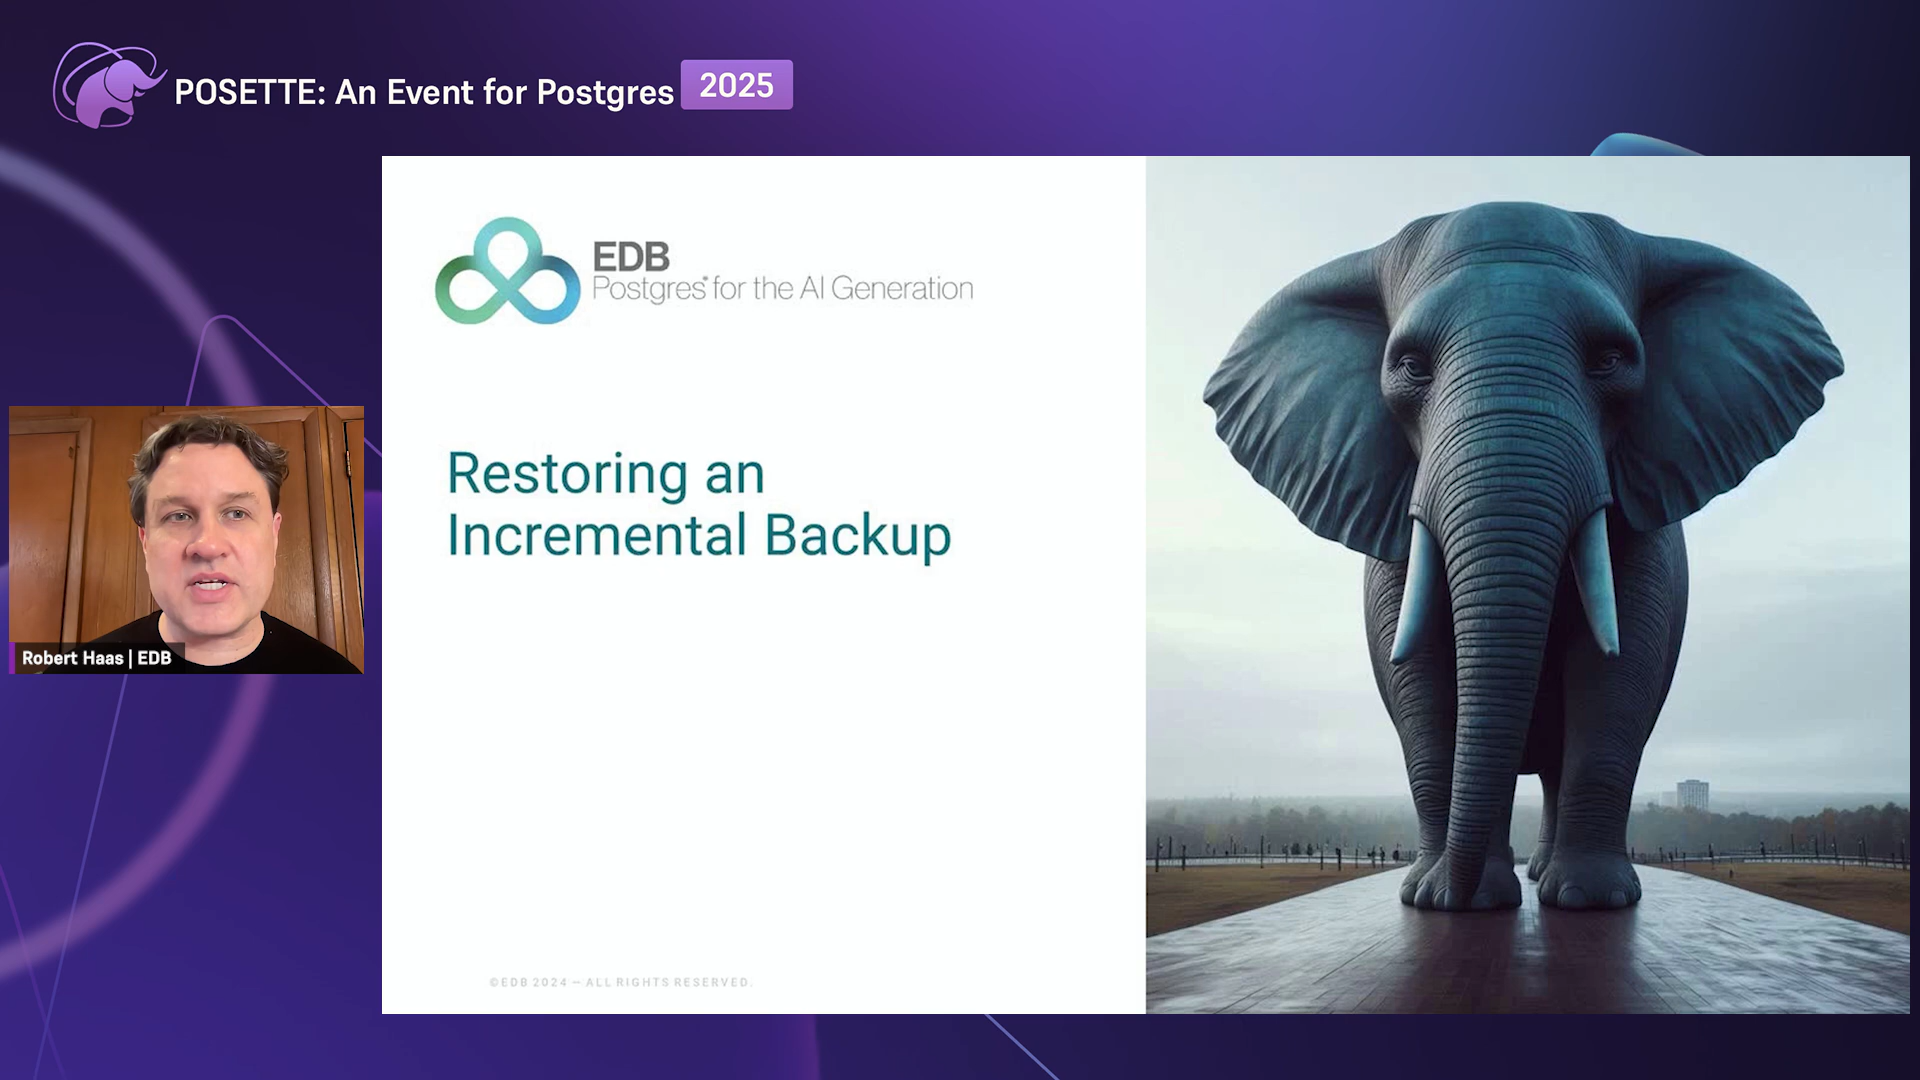 POSETTE: An Event for Postgres 2025
EDB
Postgres® for the AI Generation
Restoring an
Incremental Backup
Robert Haas | EDB
©EDB 2024 — ALL RIGHTS RESERVED.